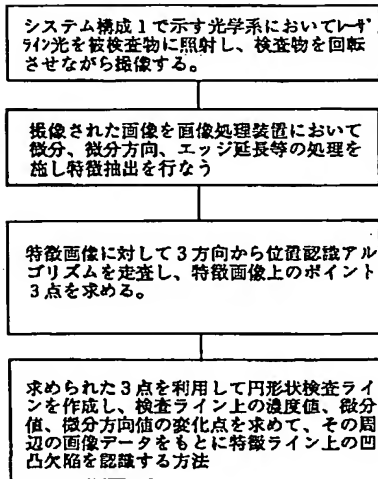 システム構成1で示す光学系においてレーザ
ライン光を被検査物に照射し、検査物を回転
させながら撮像する。
撮像された画像を画像処理装置において
微分、微分方向、エッジ延長等の処理を
施し特徴抽出を行なう
特徴画像に対して3方向から位置認識アル
ゴリズムを走査し、特徴画像上のポイント
3点を求める。
求められた3点を利用して円形状検査ライ
ンを作成し、検査ライン上の濃度値、微分
値、微分方向値の変化点を求めて、その周
辺の画像データをもとに特徴ライン上の凹
凸欠陥を認識する方法